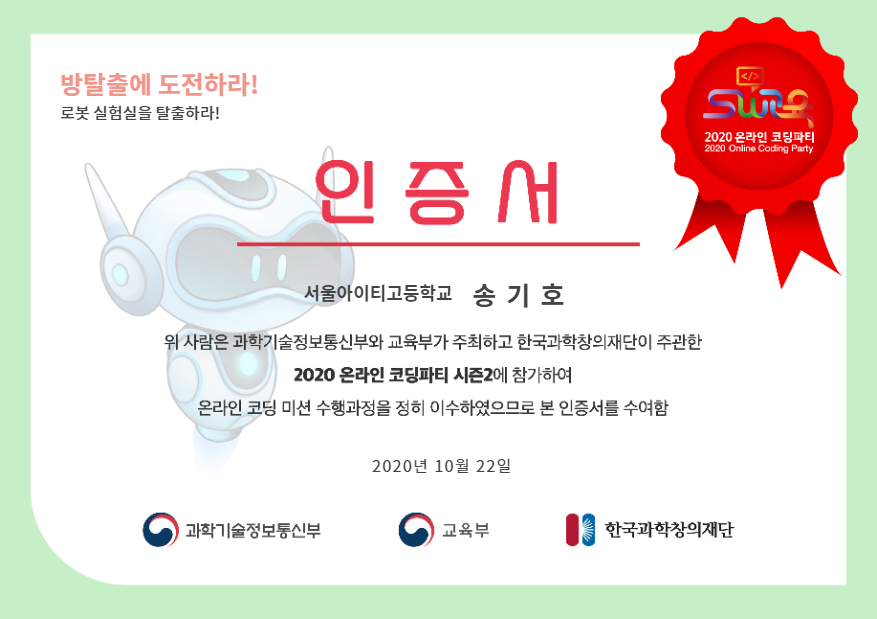 방탈출에 도전하라!
로봇 실험실을 탈출하라!
</>
SW
2020 온라인 코딩파티
2020 Online Coding Party
인증서
서울아이티고등학교 송 기 호
위 사람은 과학기술정보통신부와 교육부가 주최하고 한국과학창의재단이 주관한
2020 온라인 코딩파티 시즌2에 참가하여
온라인 코딩 미션 수행과정을 정히 이수하였으므로 본 인증서를 수여함
2020년 10월 22일
과학기술정보통신부 교육부 한국과학창의재단